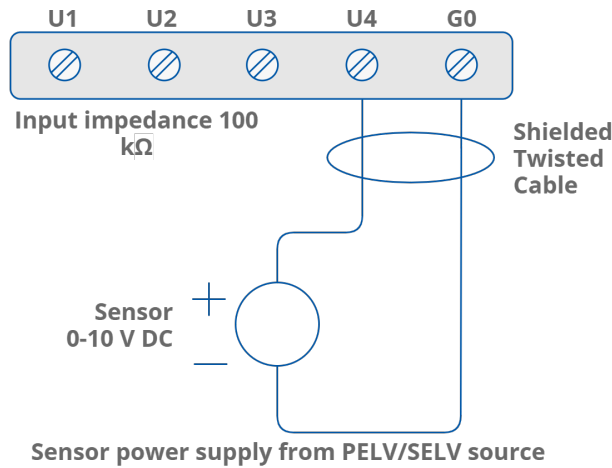 U1 U2 U3 U4 G0
Input impedance 100
kΩ
Shielded
Twisted
Cable
+
Sensor
0-10 V DC
—
Sensor power supply from PELV/SELV source